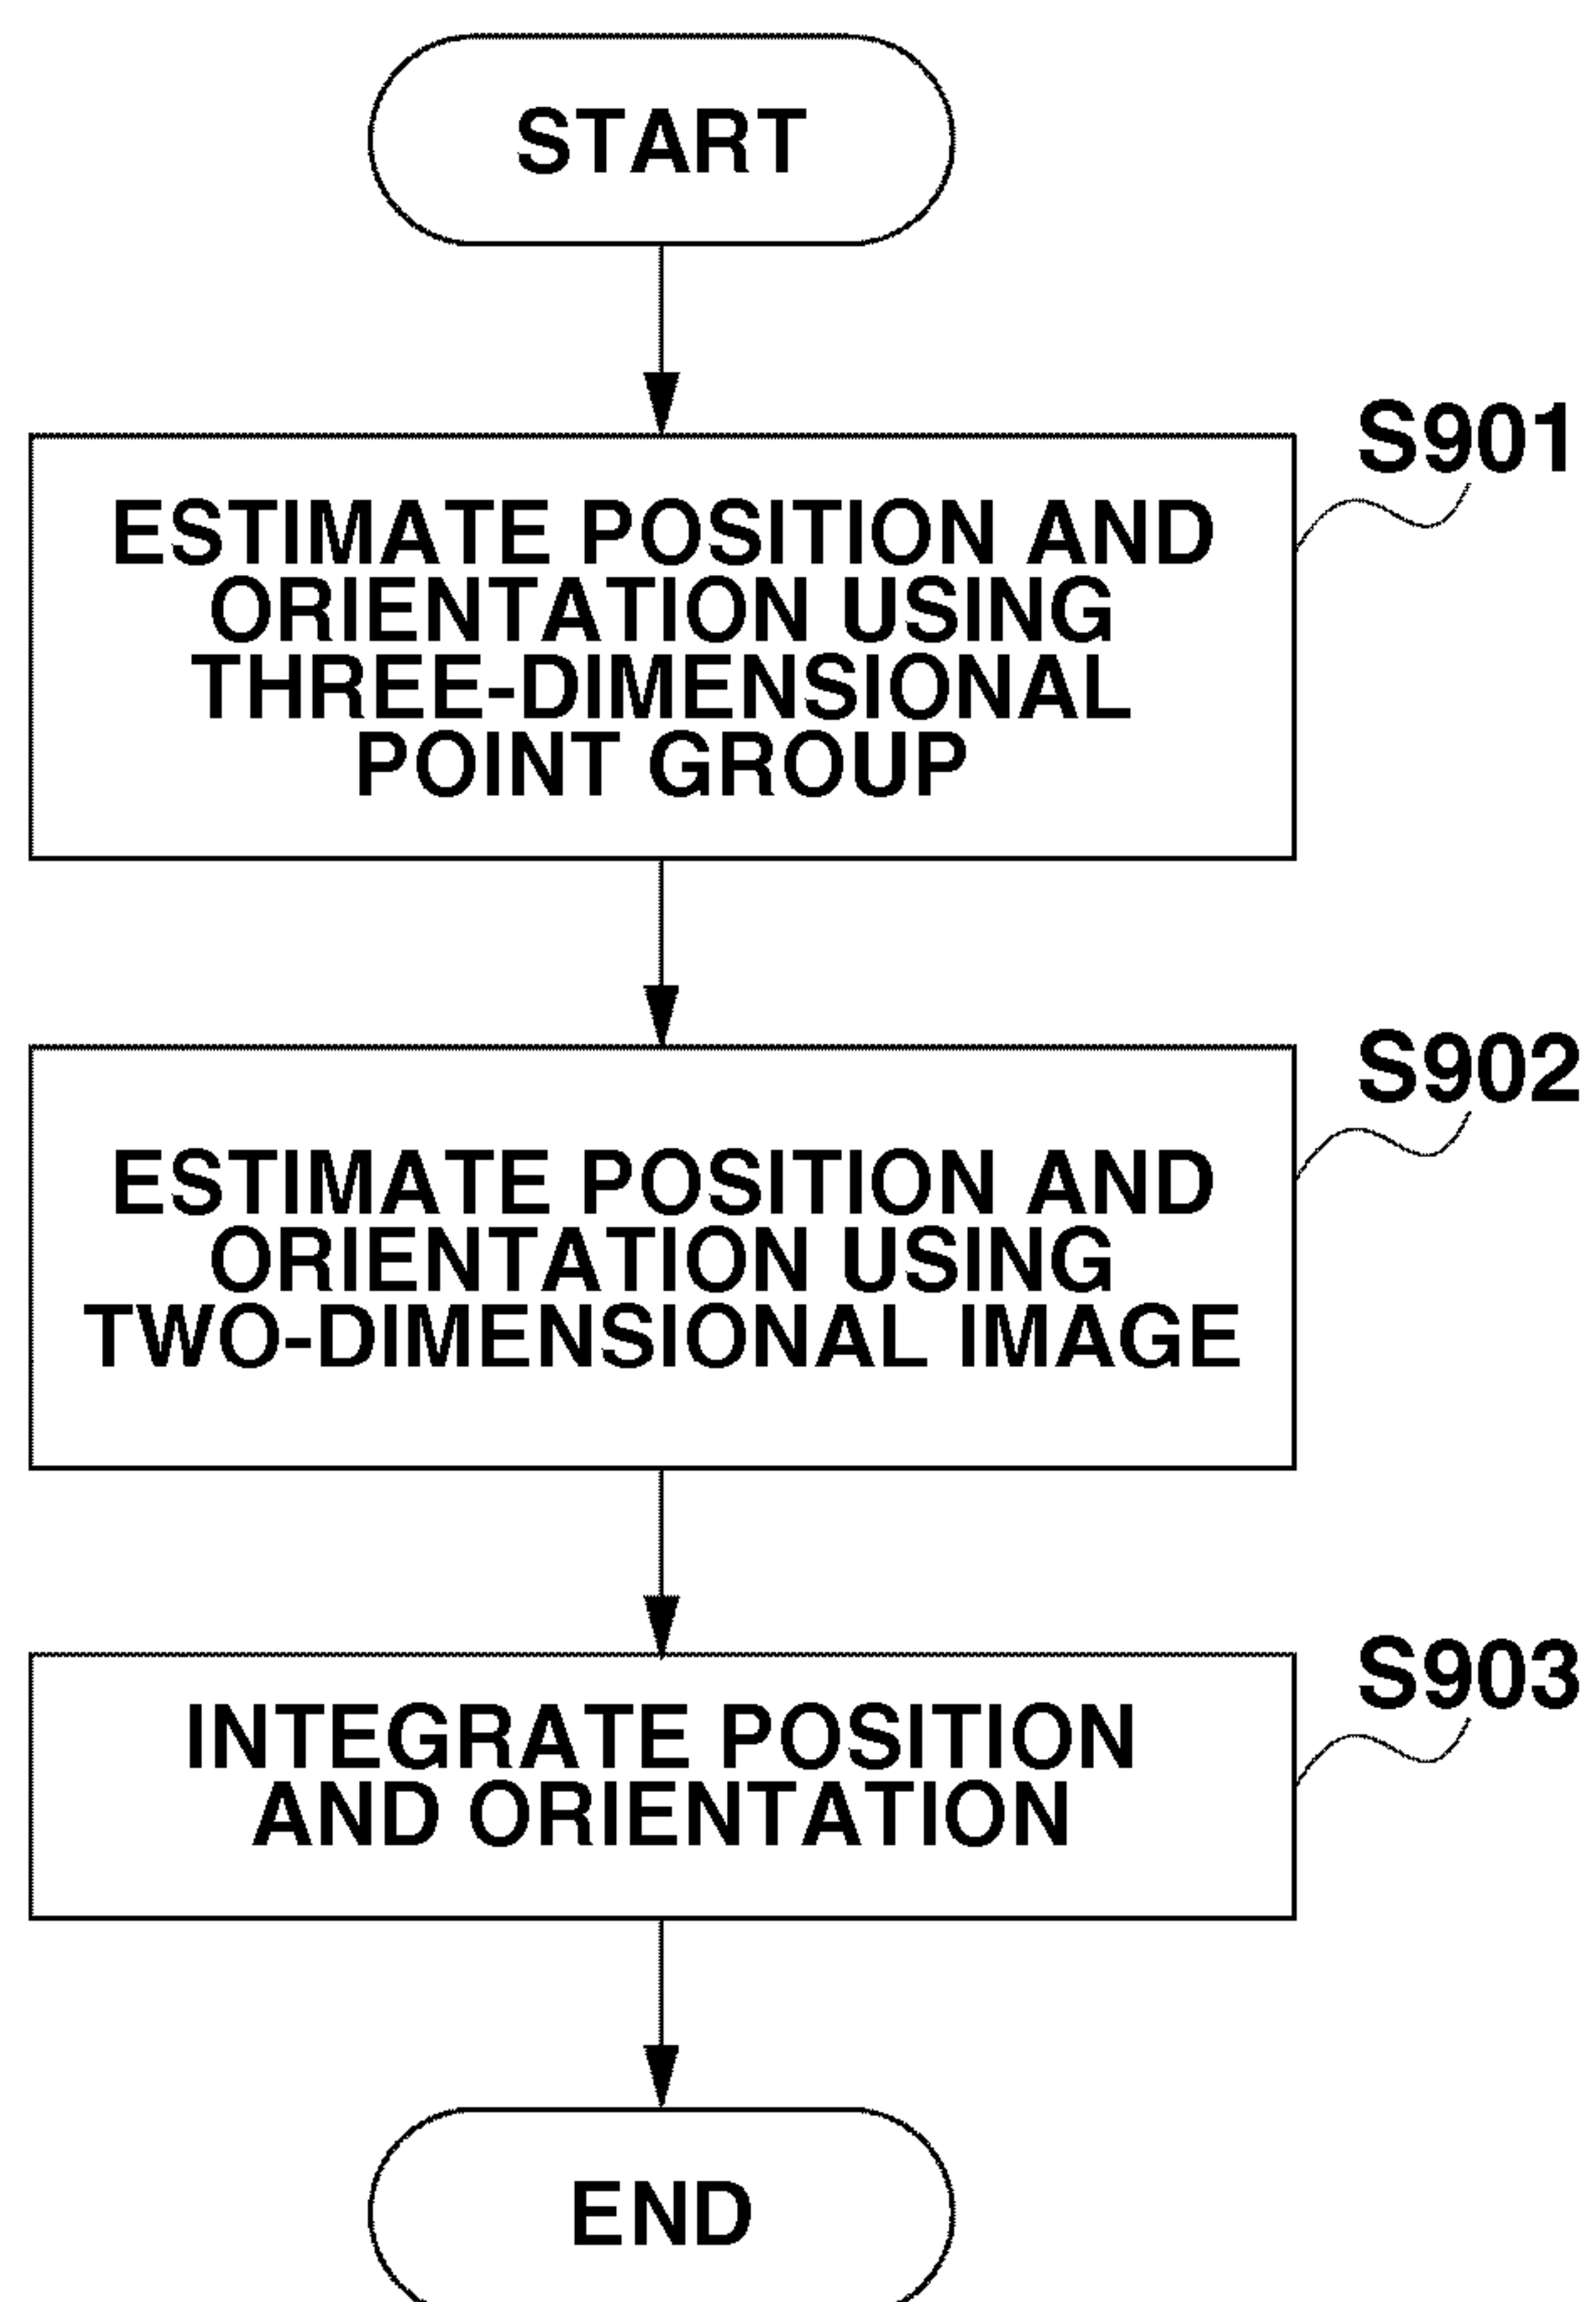 START
S901
ESTIMATE POSITION AND
ORIENTATION USING
THREE-DIMENSIONAL
POINT GROUP
S902
ESTIMATE POSITION AND
ORIENTATION USING
TWO-DIMENSIONAL IMAGE
S903
INTEGRATE POSITION
AND ORIENTATION
END